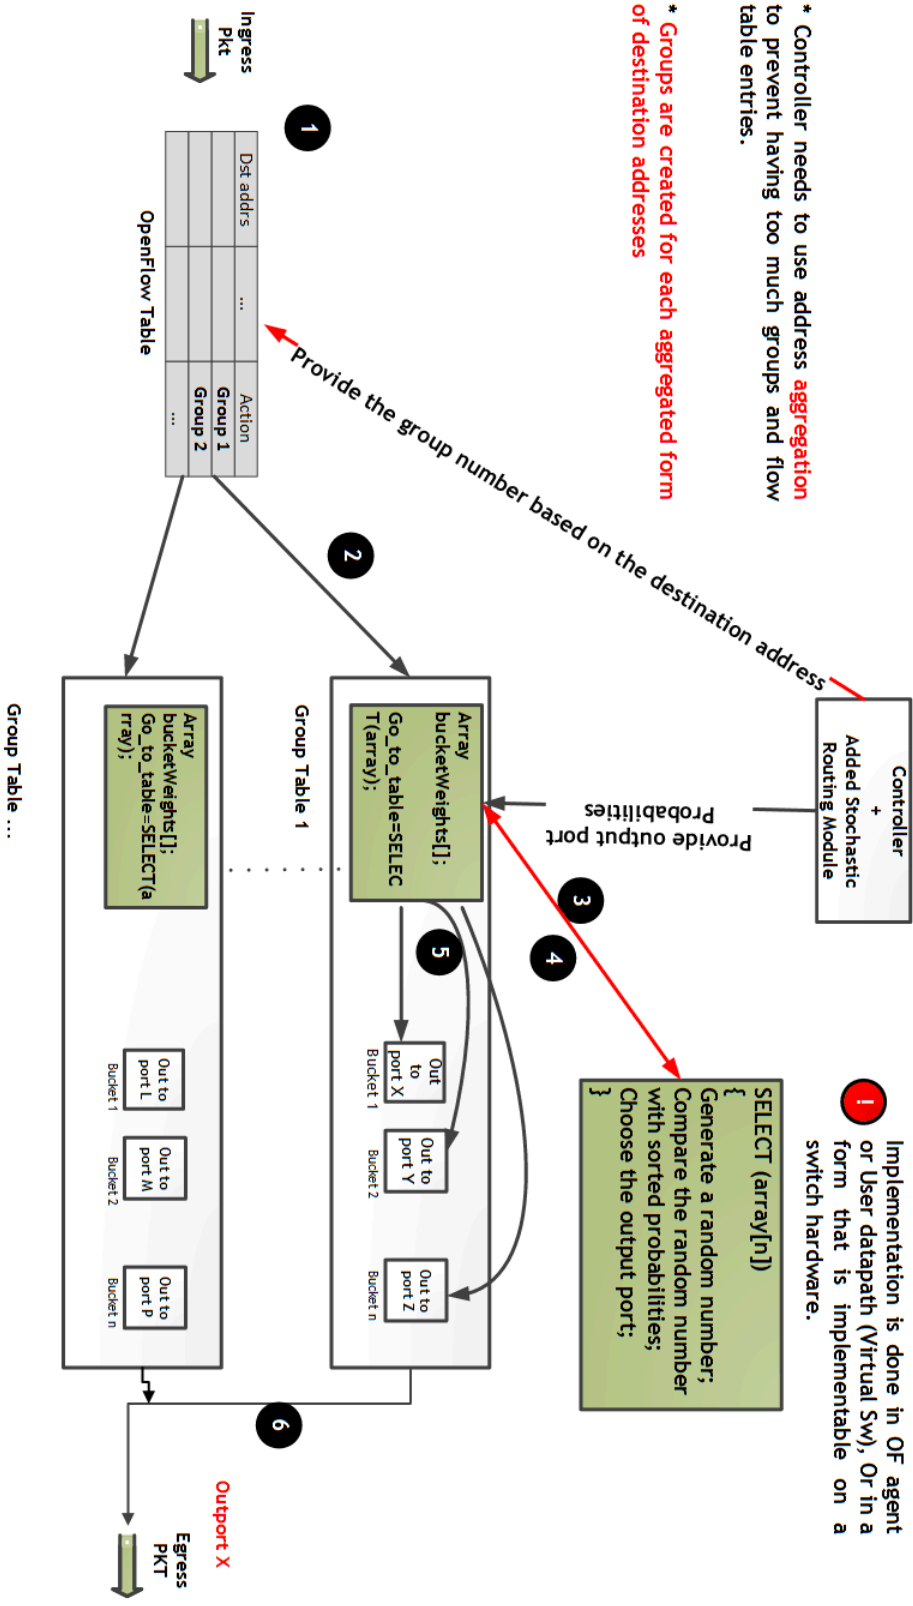 * Controller needs to use address aggregation
to prevent having too much groups and flow
table entries.
* Groups are created for each aggregated form
of destination addresses
Controller
+
Added Stochastic
Routing Module
Implementation is done in OF agent
or User datapath (Virtual Sw), Or in a
form that is implementable on a
switch hardware.
!
Provide the group number based on the destination address
Provide output port
Probabilities
SELECT (array[n])
{
Generate a random number;
Compare the random number
with sorted probabilities;
Choose the output port;
}
Ingress
Pkt
1
Dst addrs
...
Action
Group 1
Group 2
...
OpenFlow Table
2
3
4
Array
bucketWeights[];
Go_to_table=SELEC
T(array);
5
Out
to
port X
Bucket 1
Out to
port Y
Bucket 2
Out to
port Z
Bucket n
Group Table 1
Array
bucketWeights[];
Go_to_table=SELECT(a
rray);
Out to
port L
Bucket 1
Out to
port M
Bucket 2
Out to
port P
Bucket n
Group Table ...
6
Outport X
Egress
PKT